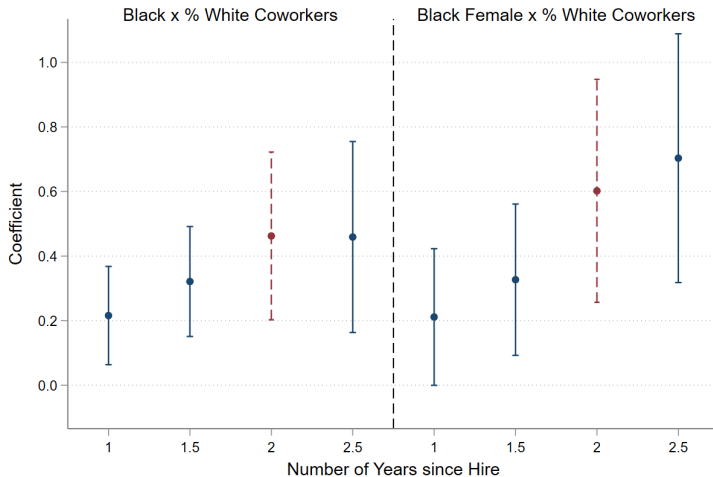 Black x % White Coworkers
Black Female x % White Coworkers
Coefficient
1.0
0.8
0.6
0.4
0.2
0.0
1 1.5 2 2.5 1 1.5 2 2.5
Number of Years since Hire